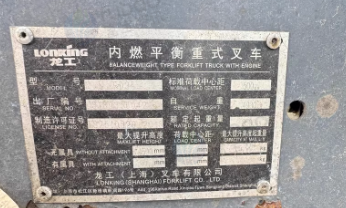 LONKING 内燃平衡重式叉车
龙工 BALANCEWEIGHT TYPE FORKLIFT TRUCK WITH ENGINE
型号 标准荷载中心距
MODEL NORMAL LOAD CENTER
出厂编号 自重
SERIAL NO. SERVICE WEIGHT
制造许可证号 额定起重量
LICENSE NO. RATED CAPACITY
最大提升高度 荷载中心距 最大提升高度起重量
LOAD CENTER
无属具 WITHOUT ATTACHMENT
有属具 WITH ATTACHMENT
龙工(上海)叉车有限公司
LONKING (SHANGHAI) FORKLIFT CO., LTD